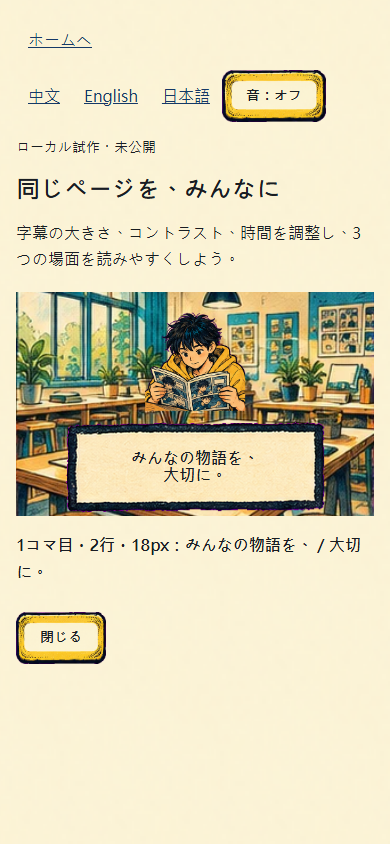 ホームへ
中文 English 日本語 音：オフ
ローカル試作・未公開
同じページを、みんなに
字幕の大きさ、コントラスト、時間を調整し、3
つの場面を読みやすくしよう。
みんなの物語を、
大切に。
1コマ目・2行・18px：みんなの物語を、 / 大切
に。
閉じる